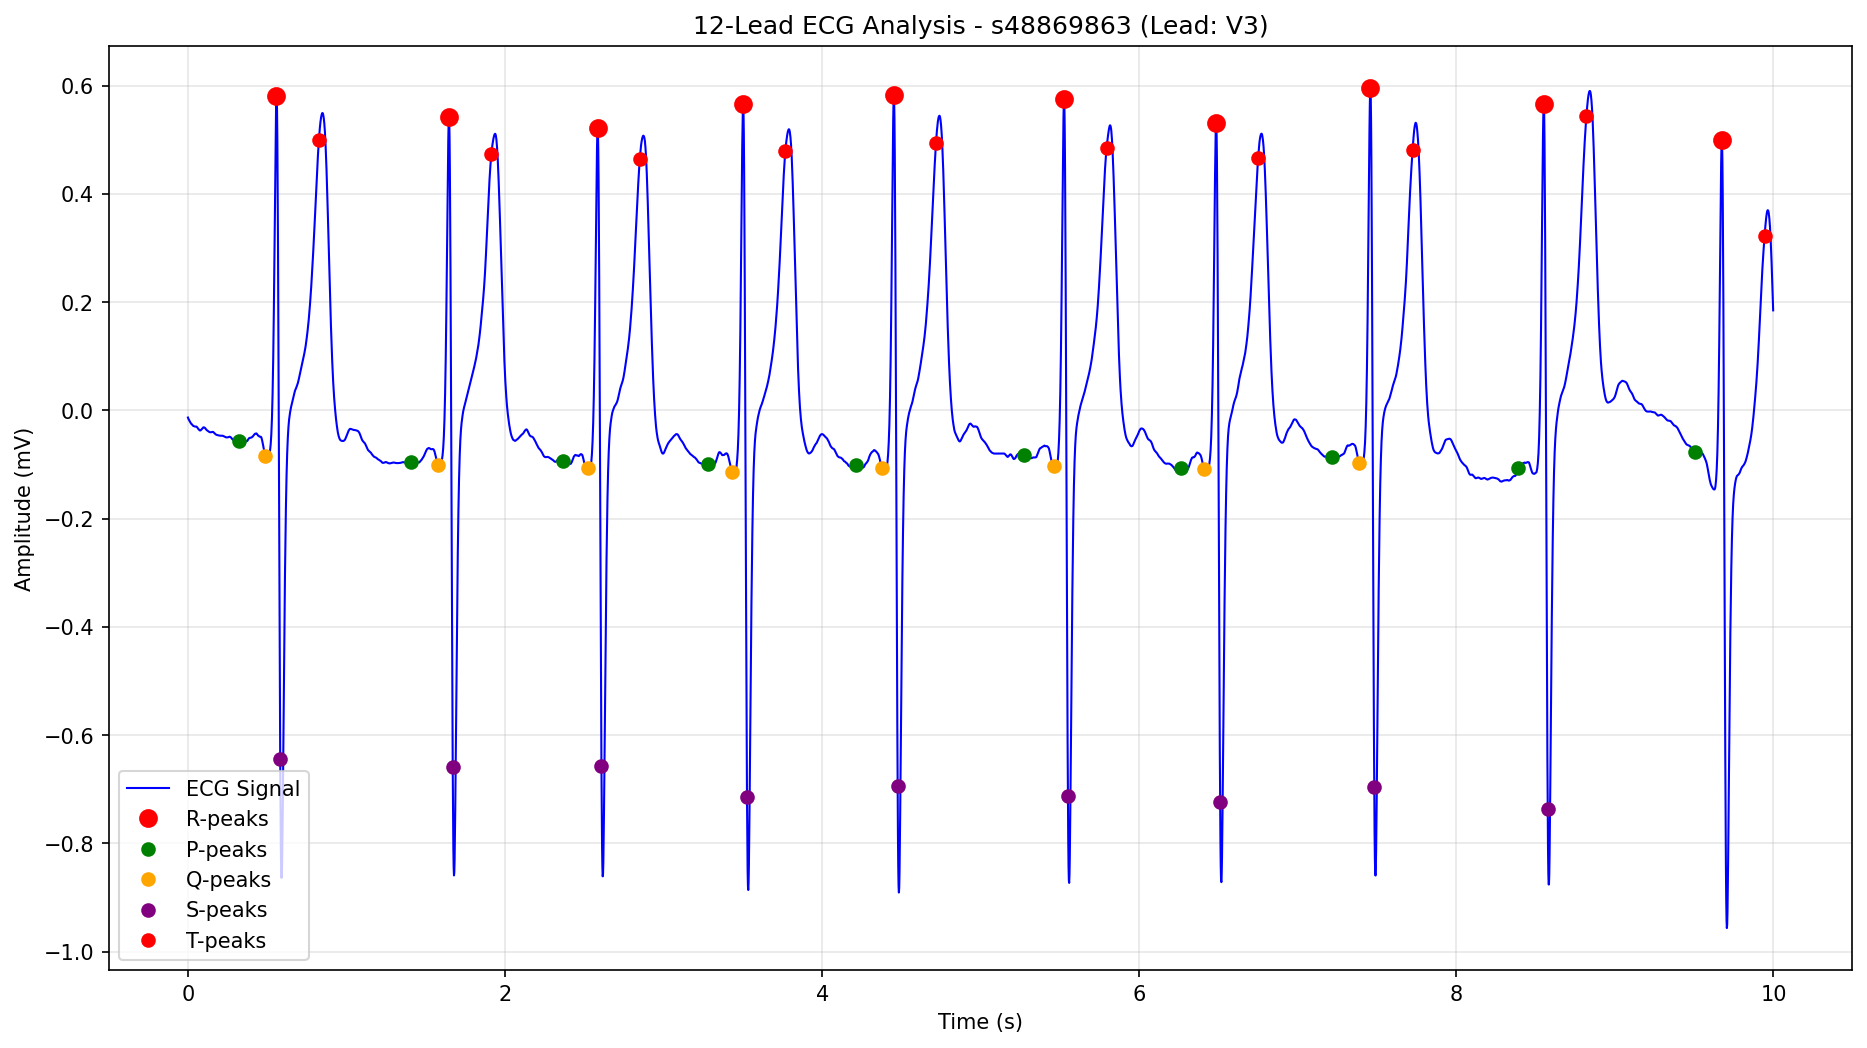 12-Lead ECG Analysis - s48869863 (Lead: V3)
Amplitude (mV)
0.6
0.4
0.2
0.0
−0.2
−0.4
−0.6
−0.8
−1.0
ECG Signal
R-peaks
P-peaks
Q-peaks
S-peaks
T-peaks
0 2 4 6 8 10
Time (s)